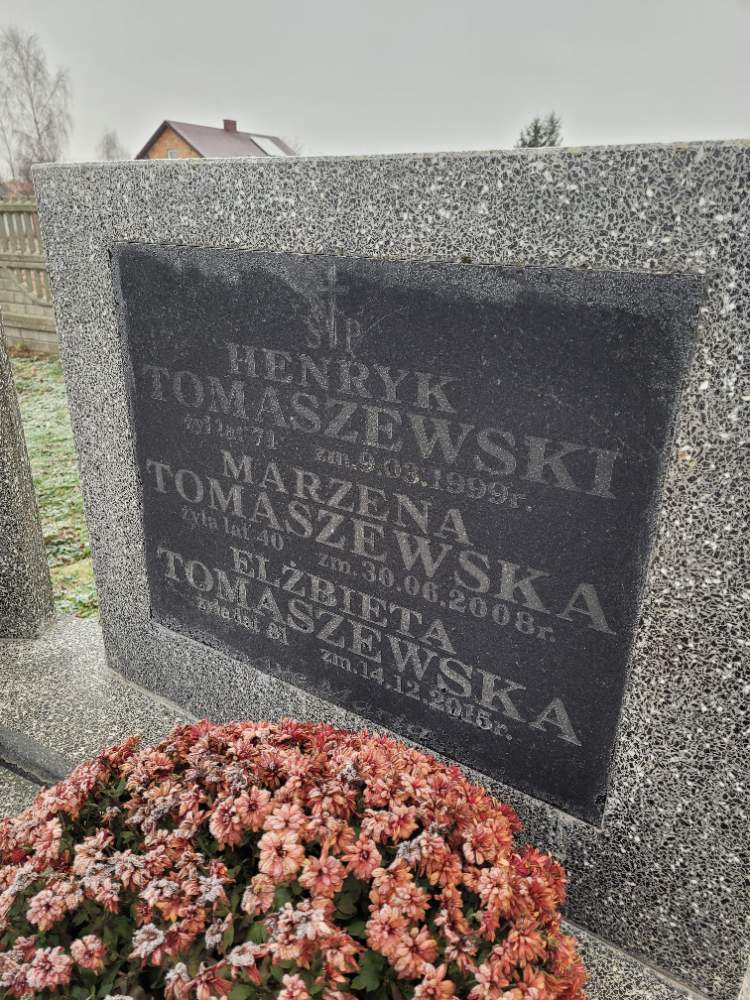 Ś P
HENRYK
TOMASZEWSKI
żył lat 71 zm.9.03.1999r.
MARZENA
TOMASZEWSKA
żyła lat 40 zm.30.06.2008r.
ELŻBIETA
TOMASZEWSKA
żyła lat 81 zm.14.12.2015r.